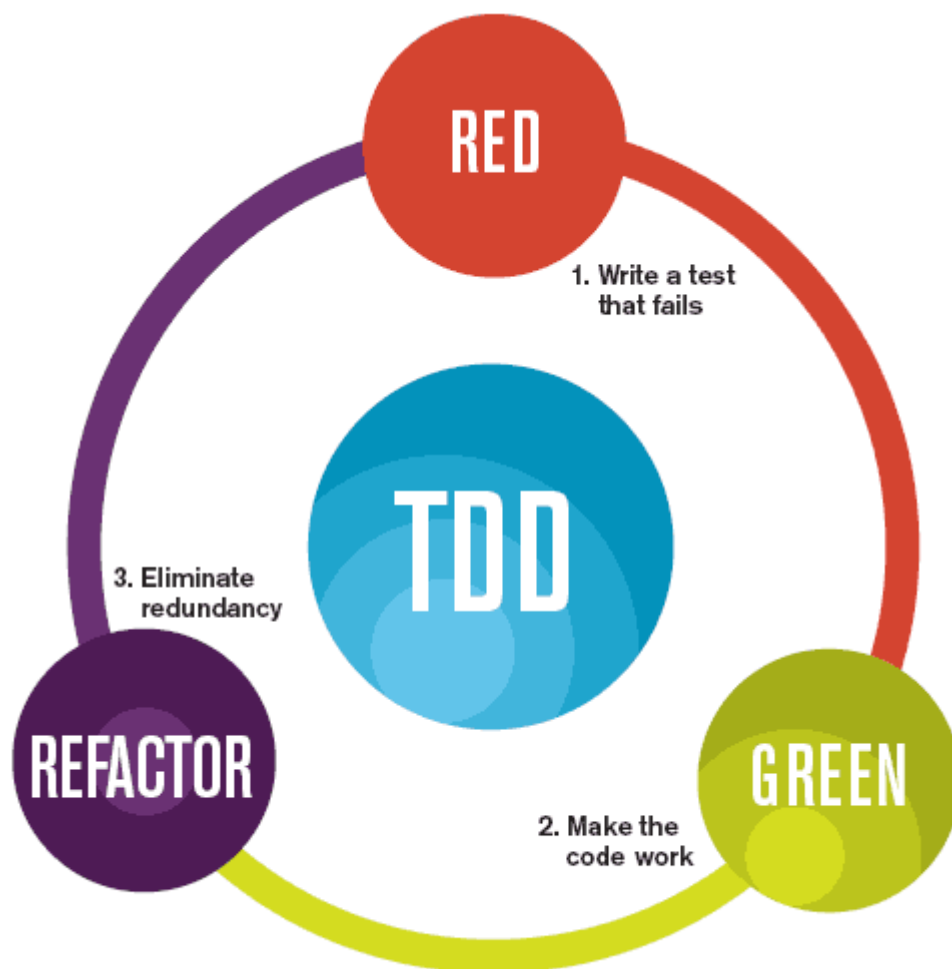 RED
1. Write a test
that fails
TDD
3. Eliminate
redundancy
REFACTOR
GREEN
2. Make the
code work